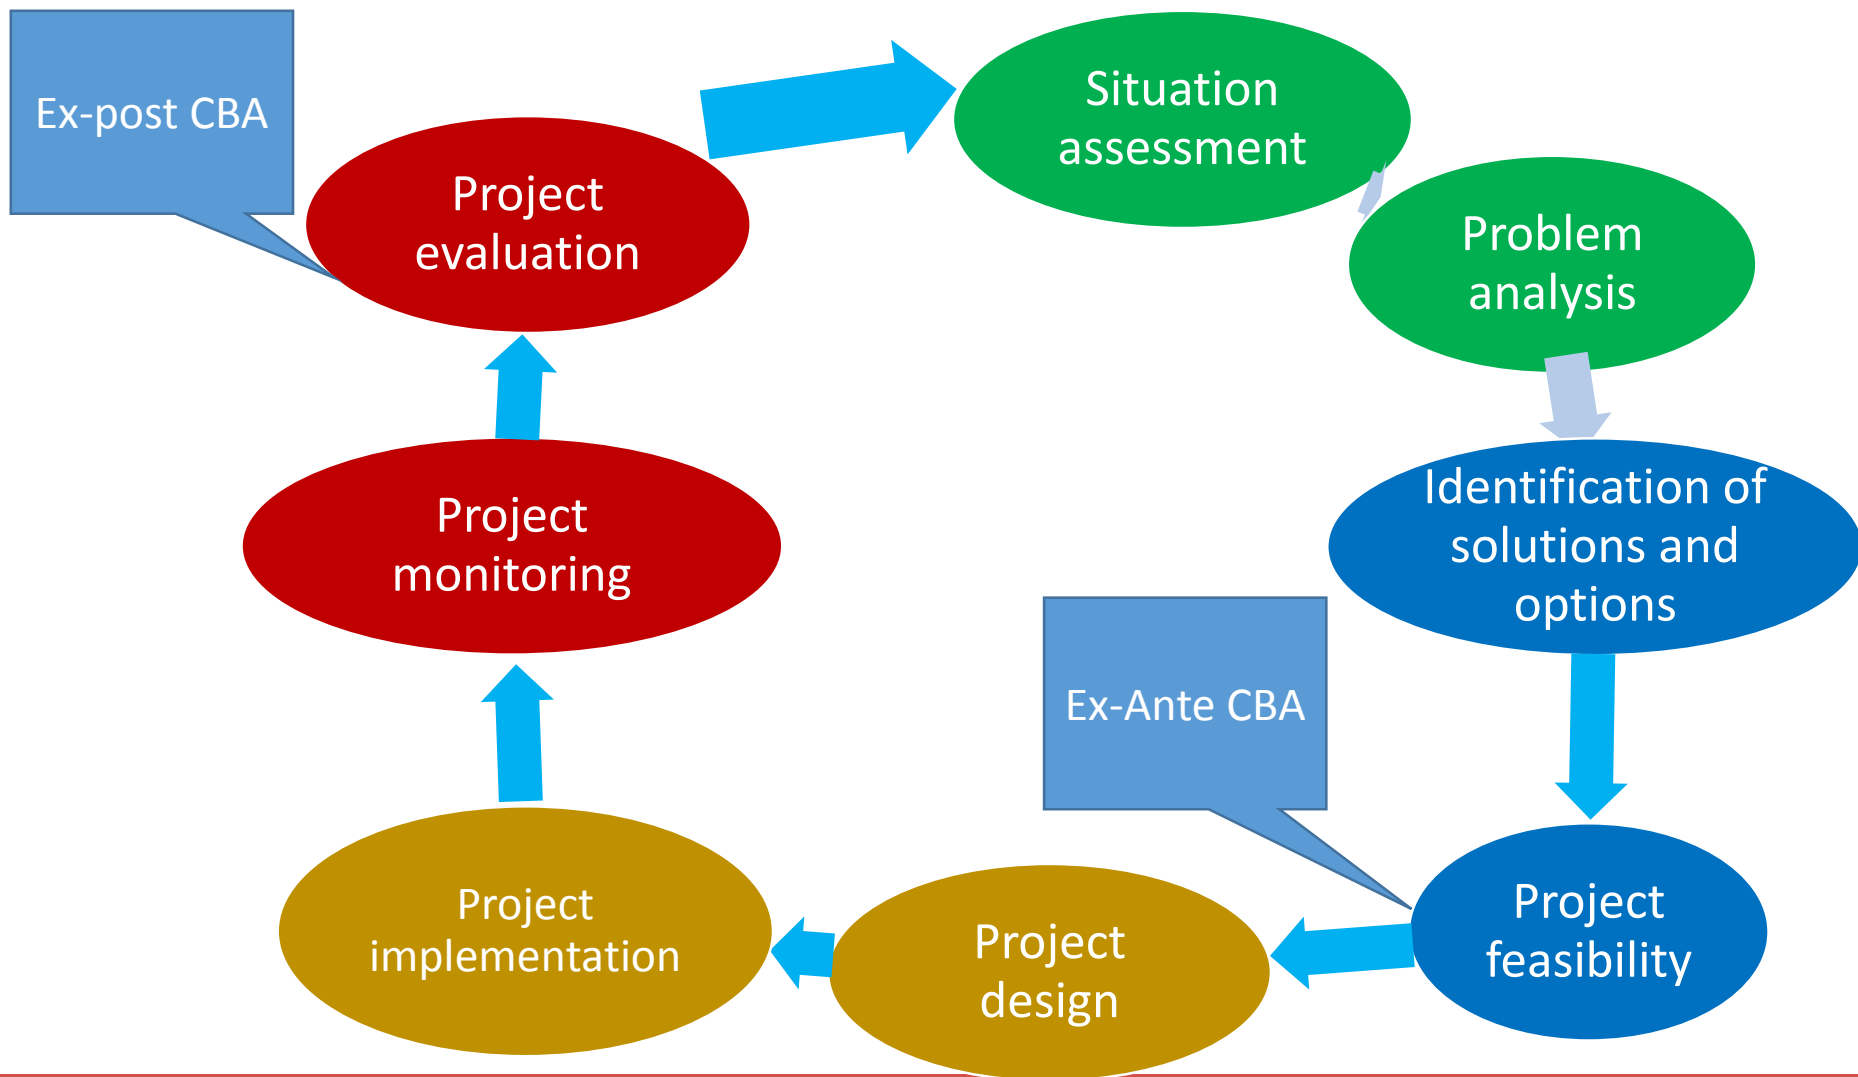 Ex-post CBA
Situation
assessment
Project
evaluation
Problem
analysis
Identification of
solutions and
options
Project
monitoring
Ex-Ante CBA
Project
feasibility
Project
implementation
Project
design